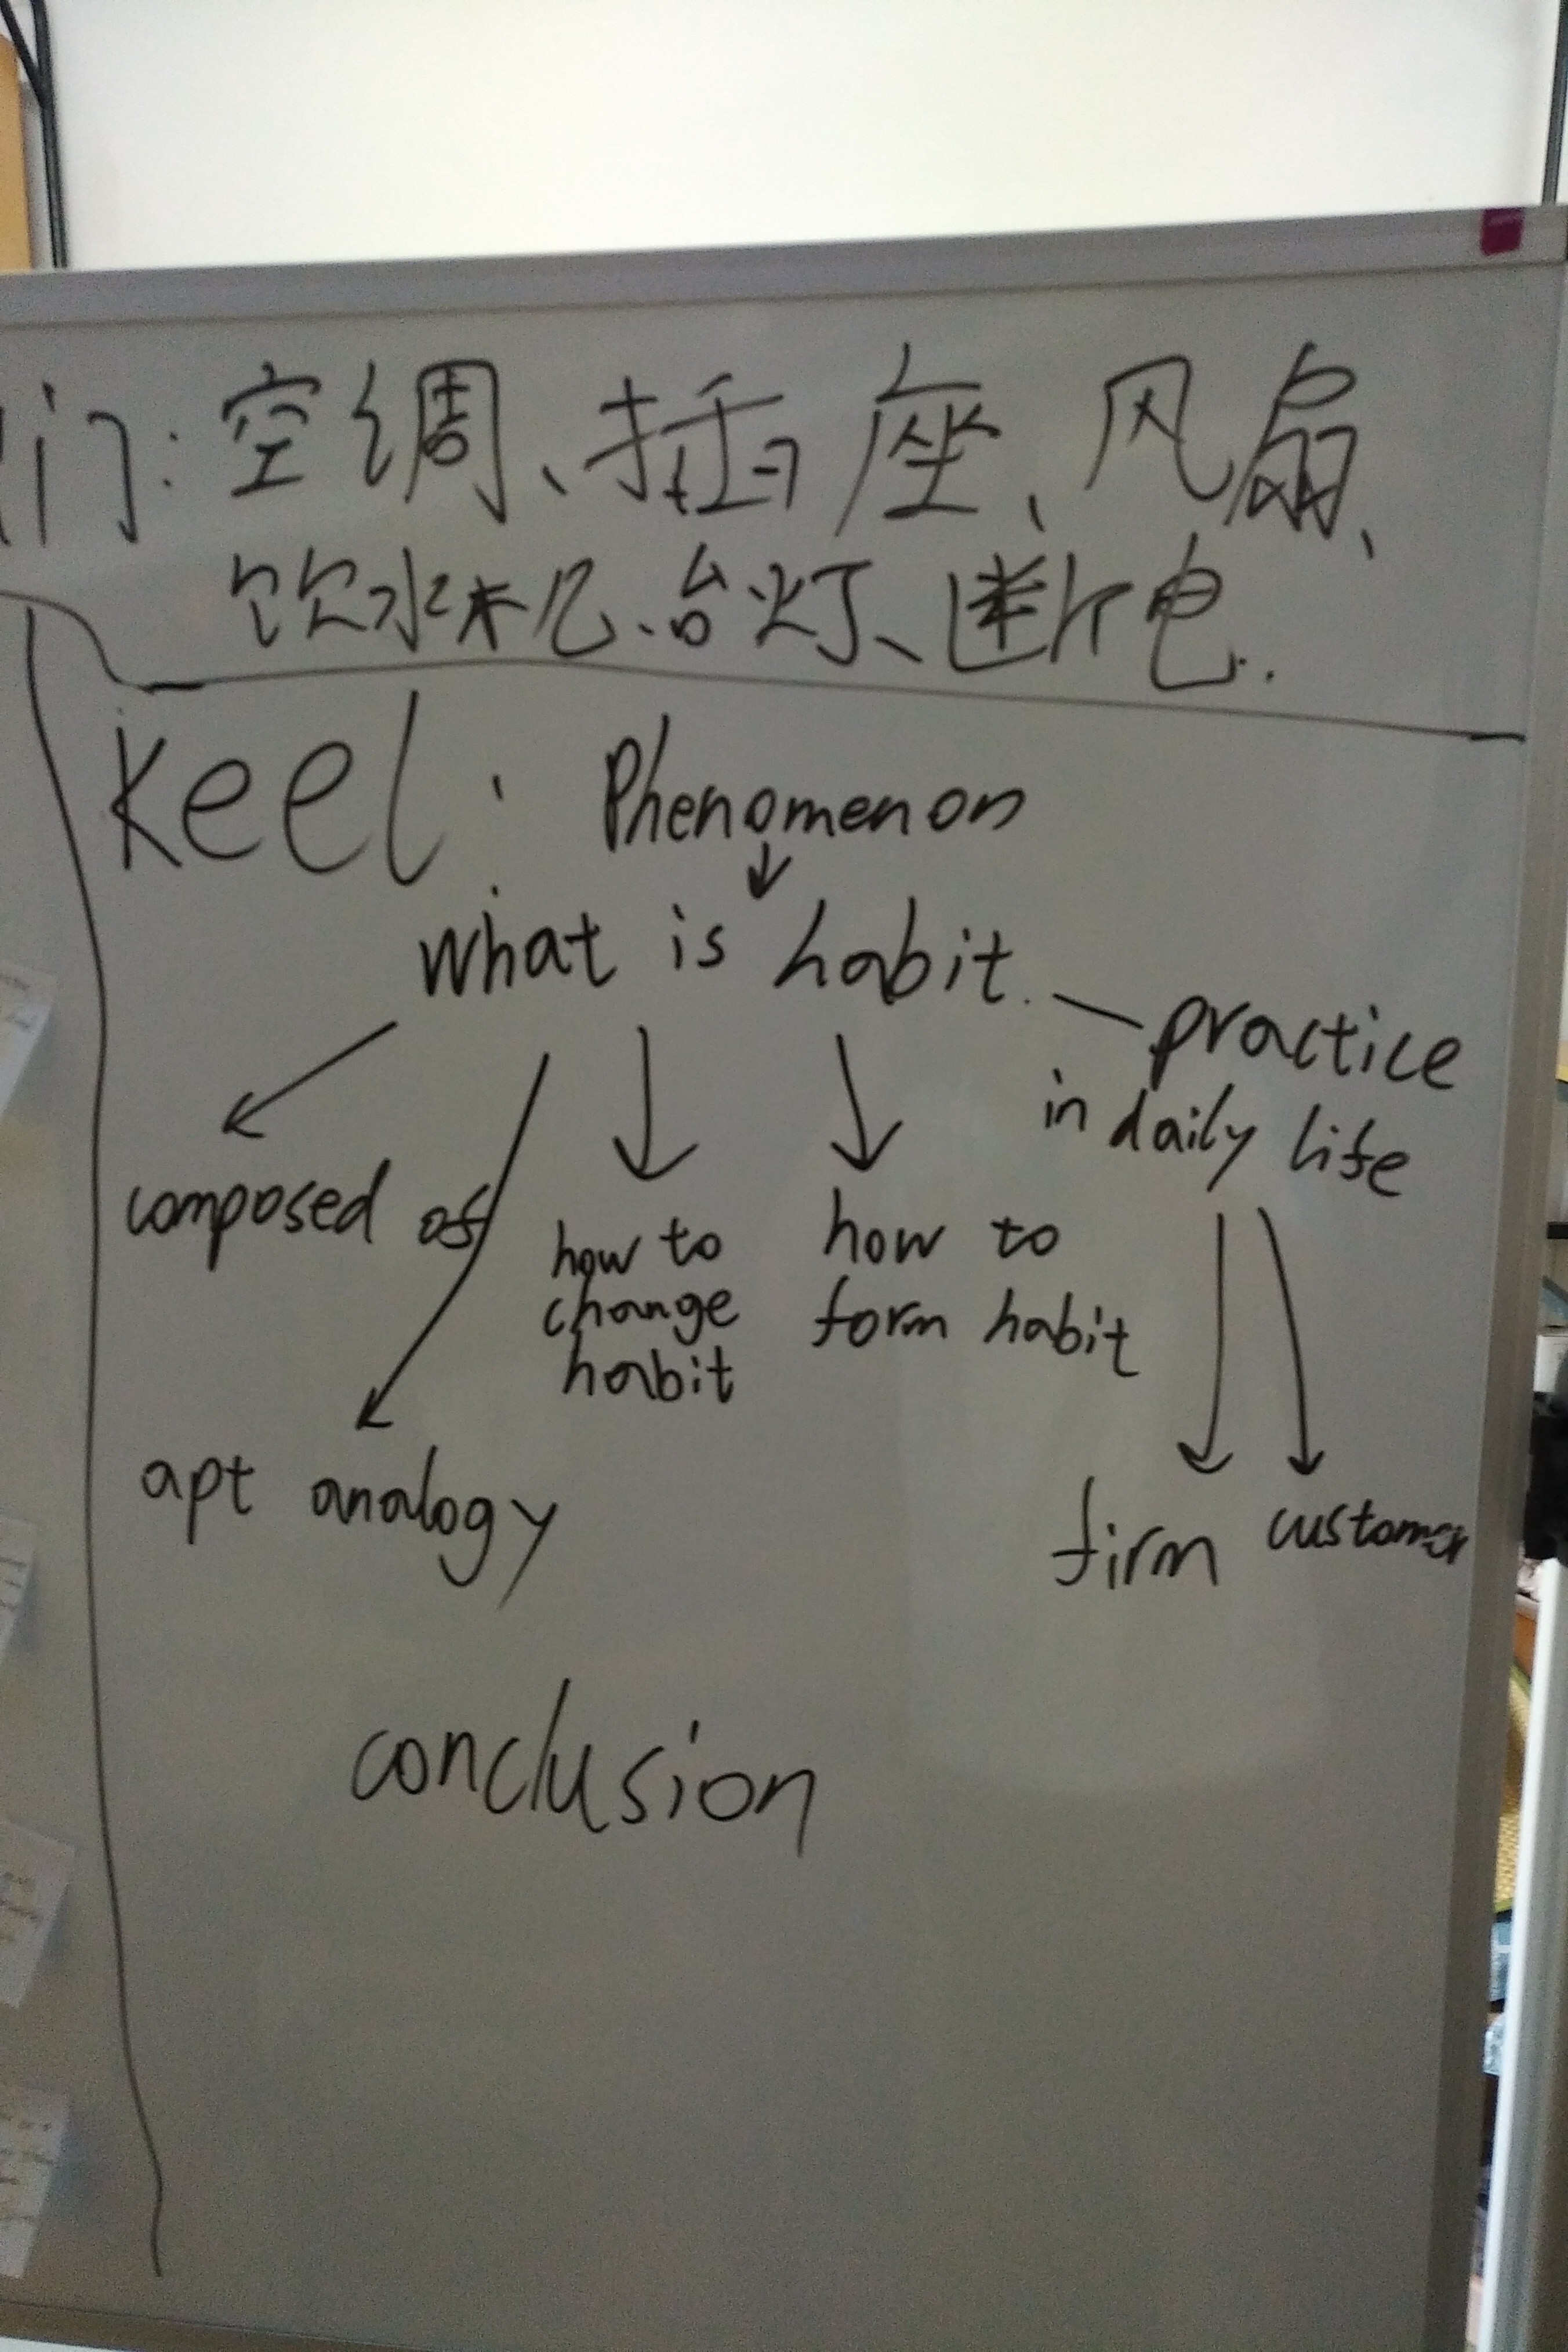 门：空调、插座、风扇、
饮水机、台灯、断电.
Keel: Phenomenon
What is habit
practice
in daily life
composed of
how to
change
habit
how to
form habit
apt analogy
firm customer
conclusion